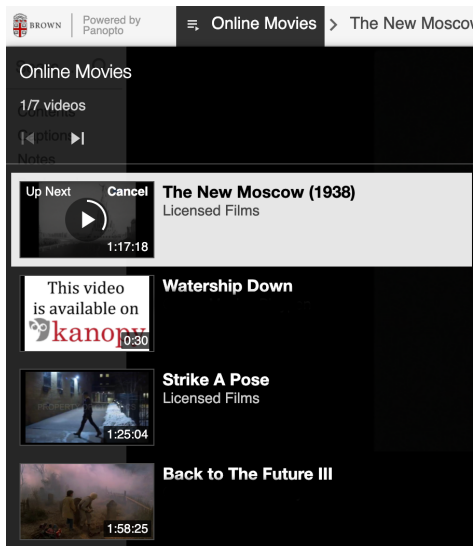 BROWN
Powered by
Panopto
Online Movies
The New Moscow
Online Movies
1/7 videos
Contents
Captions
Notes
Up Next
Cancel
1:17:18
The New Moscow (1938)
Licensed Films
This video
is available on
kanopy
0:30
Watership Down
1:25:04
Strike A Pose
Licensed Films
1:58:25
Back to The Future III